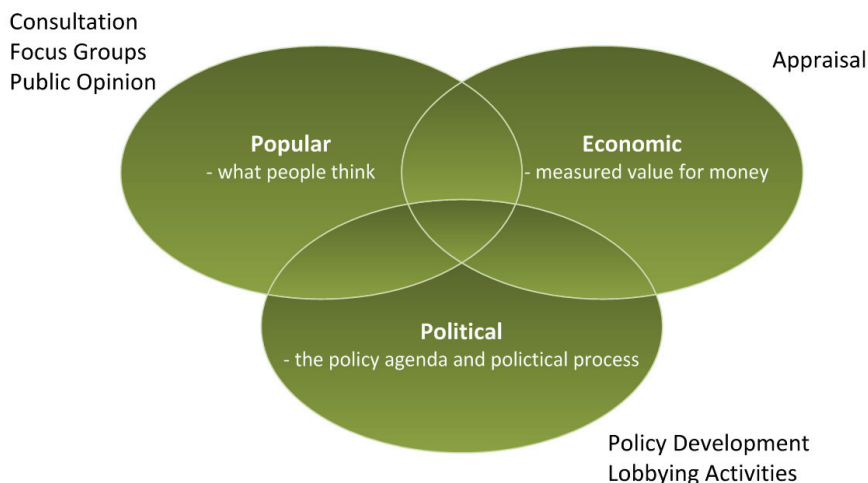 Consultation
Focus Groups
Public Opinion
Appraisal
Popular
- what people think
Economic
- measured value for money
Political
- the policy agenda and polictical process
Policy Development
Lobbying Activities